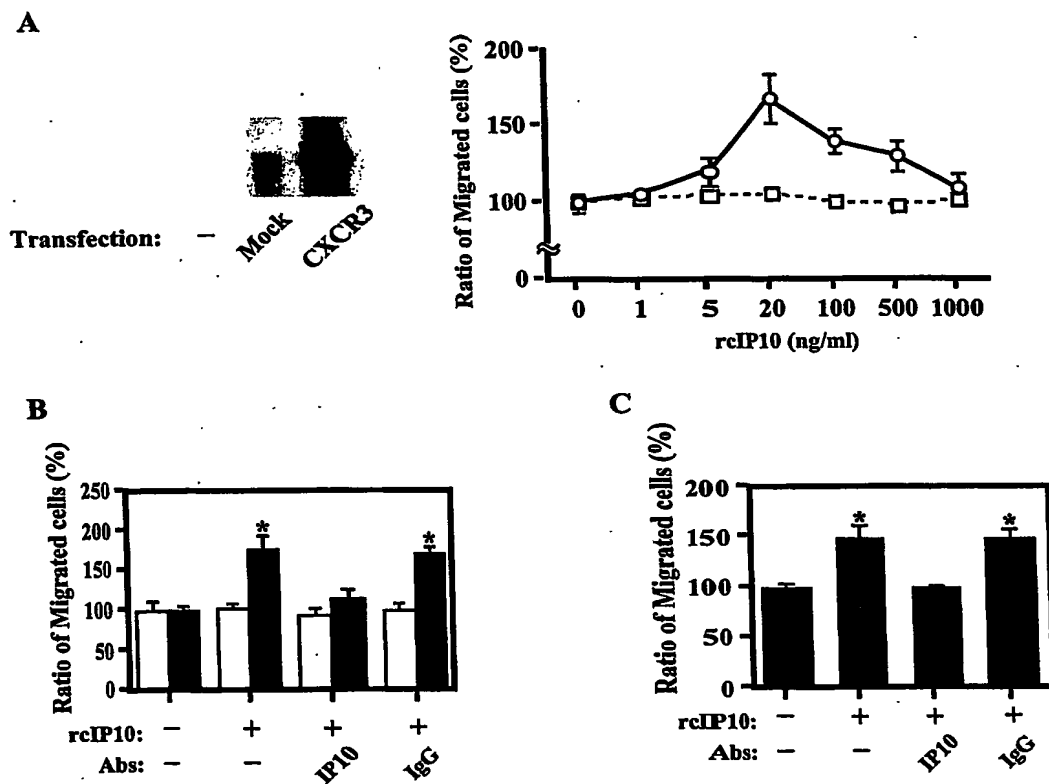 A
Transfection: – Mock CXCR3
Ratio of Migrated cells (%)
200
150
100
0
0 1 5 20 100 500 1000
rcIP10 (ng/ml)
B
Ratio of Migrated cells (%)
250
200
150
100
50
0
* *
rcIP10: – + + +
Abs: – – IP10 IgG
C
Ratio of Migrated cells (%)
200
150
100
50
0
* *
rcIP10: – + + +
Abs: – – IP10 IgG